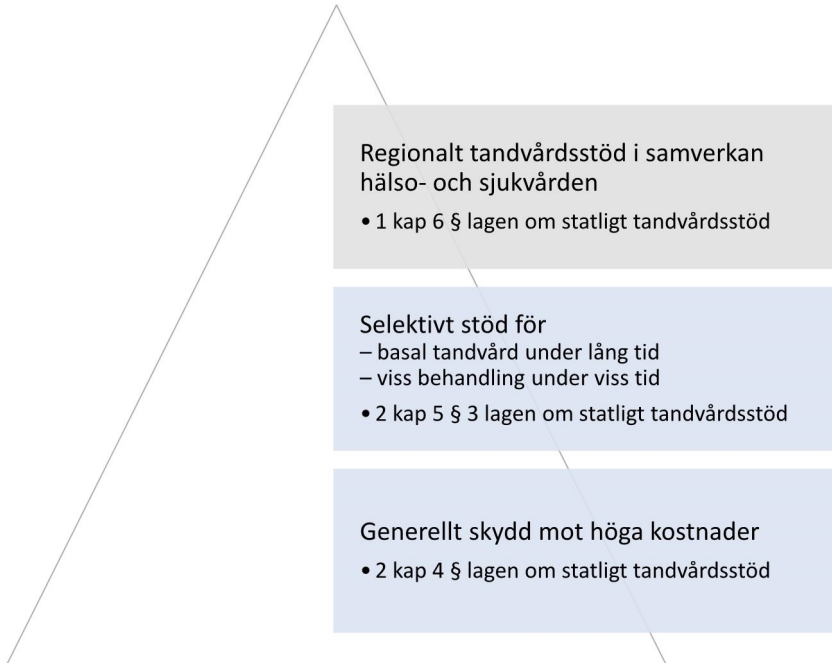 Regionalt tandvårdsstöd i samverkan
hälso- och sjukvården
• 1 kap 6 § lagen om statligt tandvårdsstöd
Selektivt stöd för
– basal tandvård under lång tid
– viss behandling under viss tid
• 2 kap 5 § 3 lagen om statligt tandvårdsstöd
Generellt skydd mot höga kostnader
• 2 kap 4 § lagen om statligt tandvårdsstöd